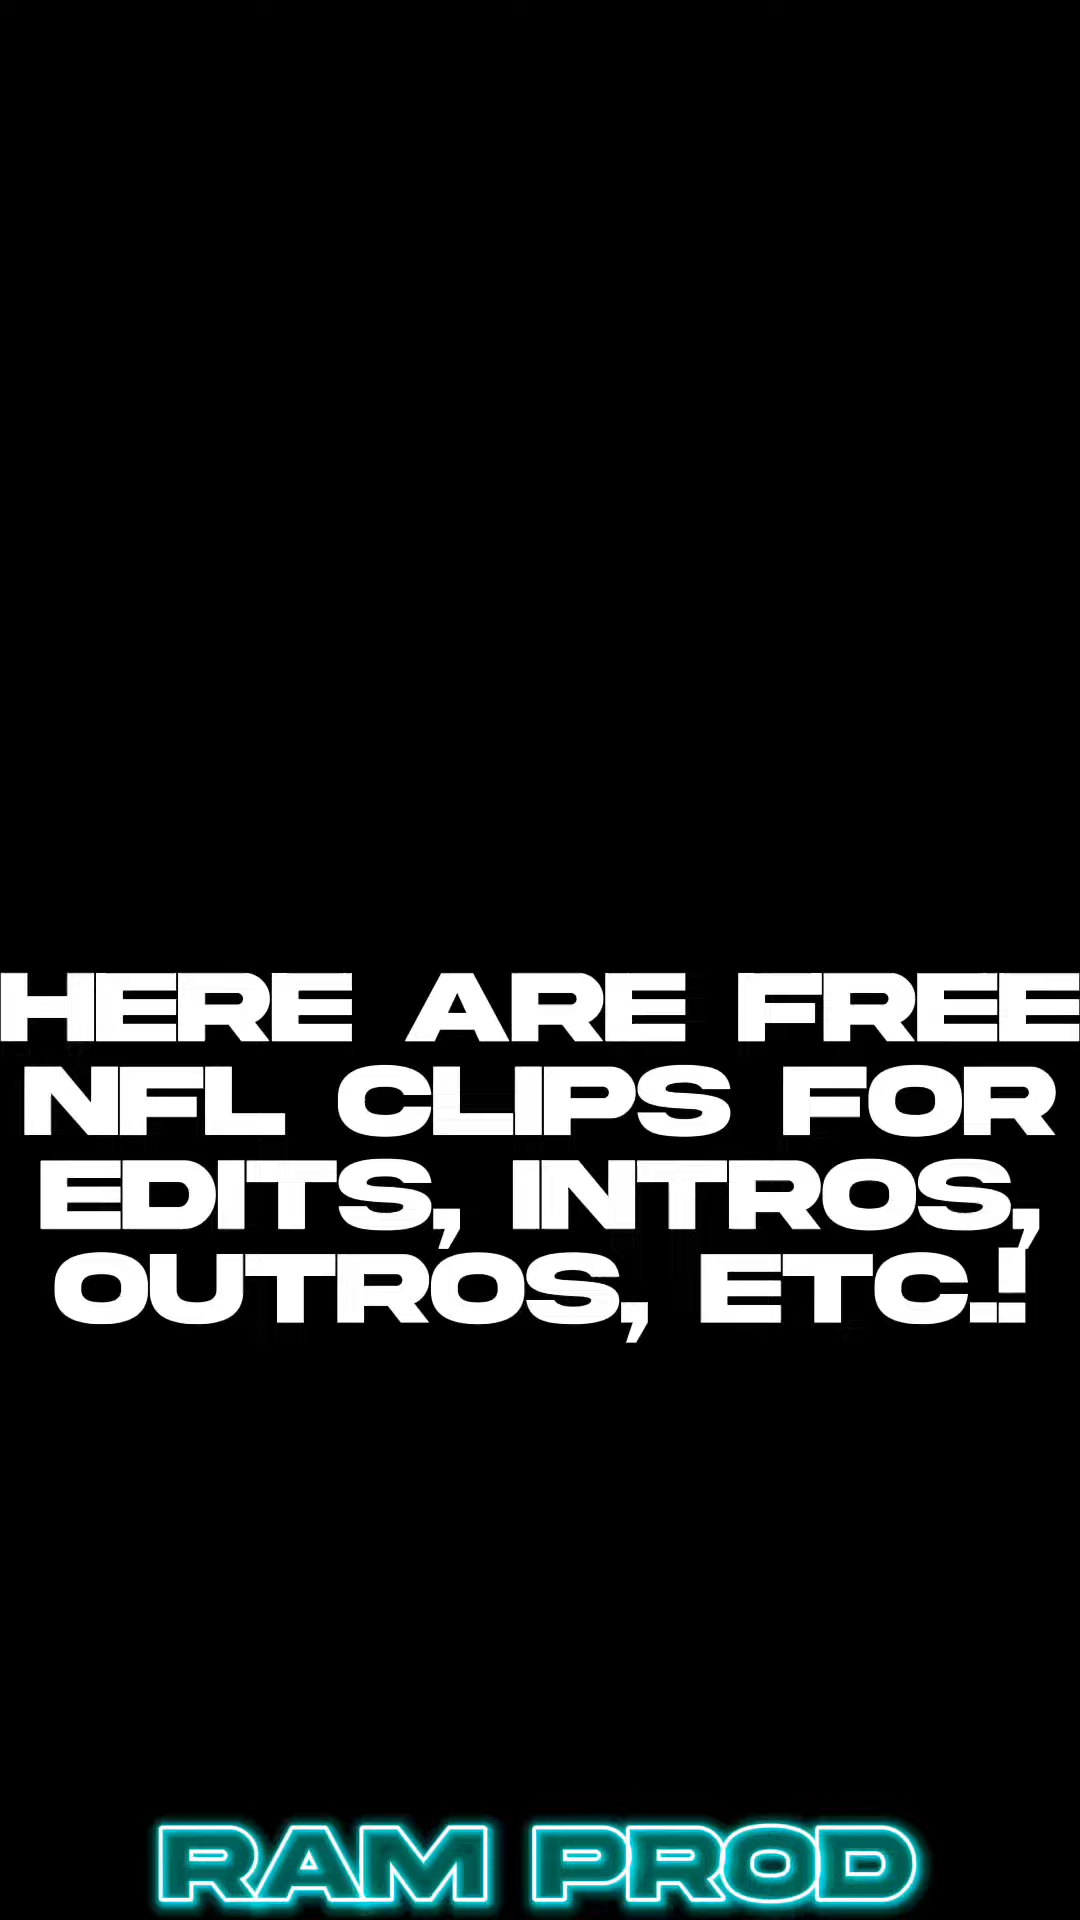 HERE ARE FREE
NFL CLIPS FOR
EDITS, INTROS,
OUTROS, ETC.!
RAM PROD